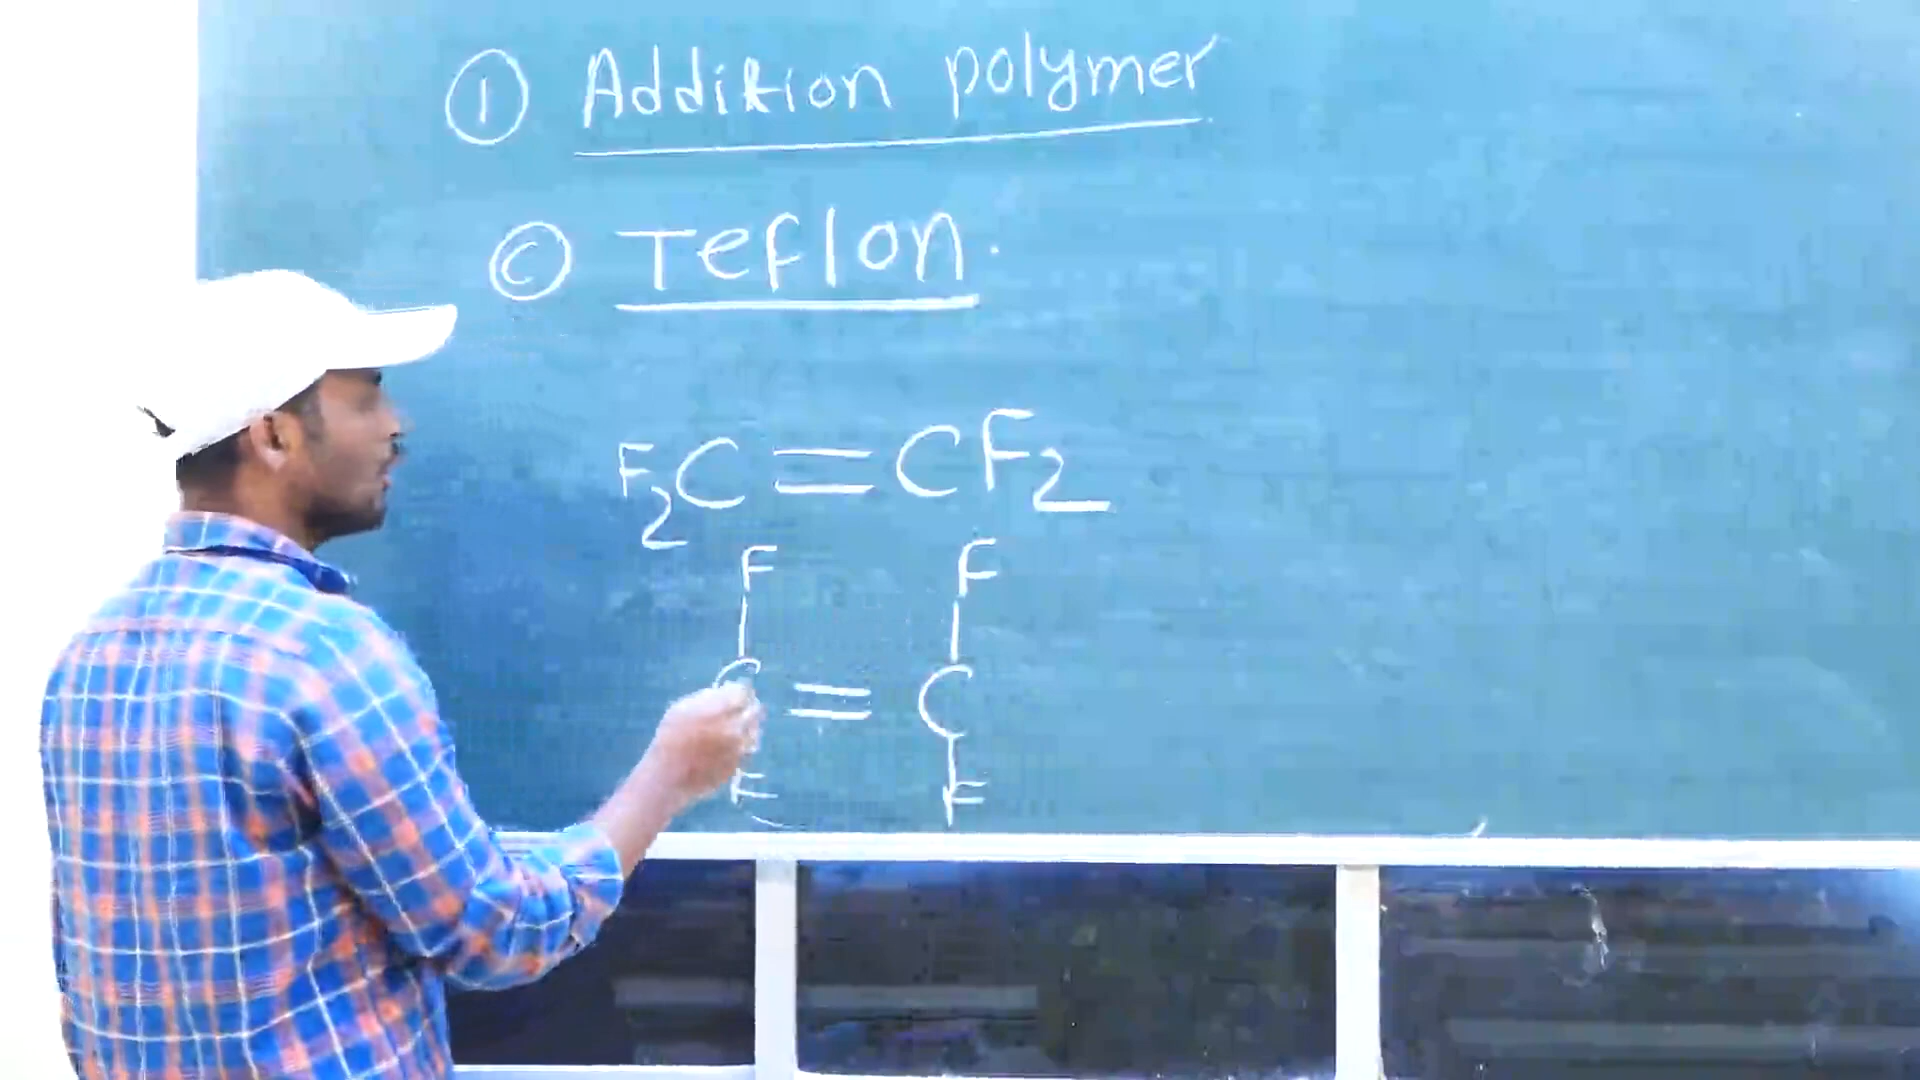 ① Addition polymer
© Teflon.
F₂C = CF₂
F F
C = C
F F